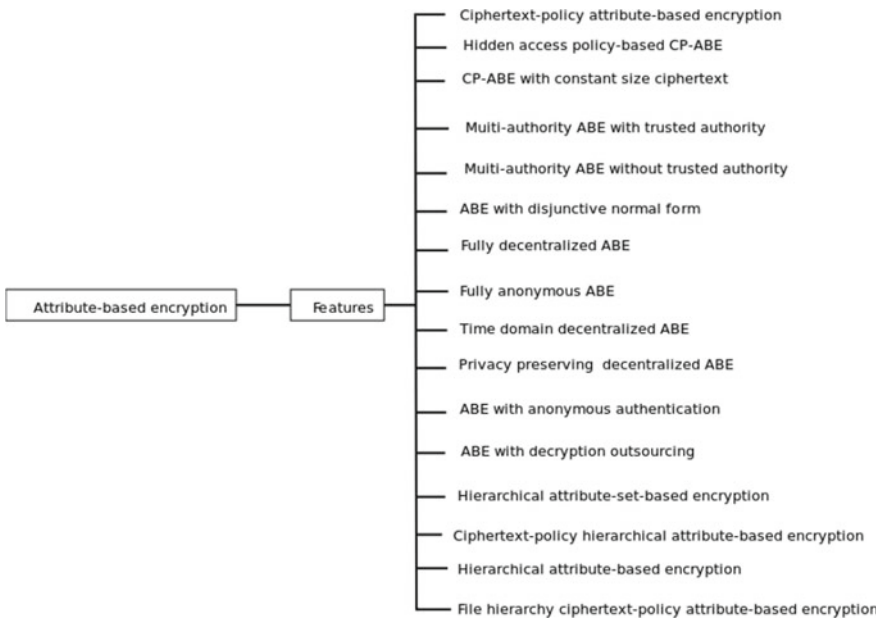 Ciphertext-policy attribute-based encryption
Hidden access policy-based CP-ABE
CP-ABE with constant size ciphertext
Multi-authority ABE with trusted authority
Multi-authority ABE without trusted authority
ABE with disjunctive normal form
Fully decentralized ABE
Attribute-based encryption
Features
Fully anonymous ABE
Time domain decentralized ABE
Privacy preserving decentralized ABE
ABE with anonymous authentication
ABE with decryption outsourcing
Hierarchical attribute-set-based encryption
Ciphertext-policy hierarchical attribute-based encryption
Hierarchical attribute-based encryption
File hierarchy ciphertext-policy attribute-based encryption